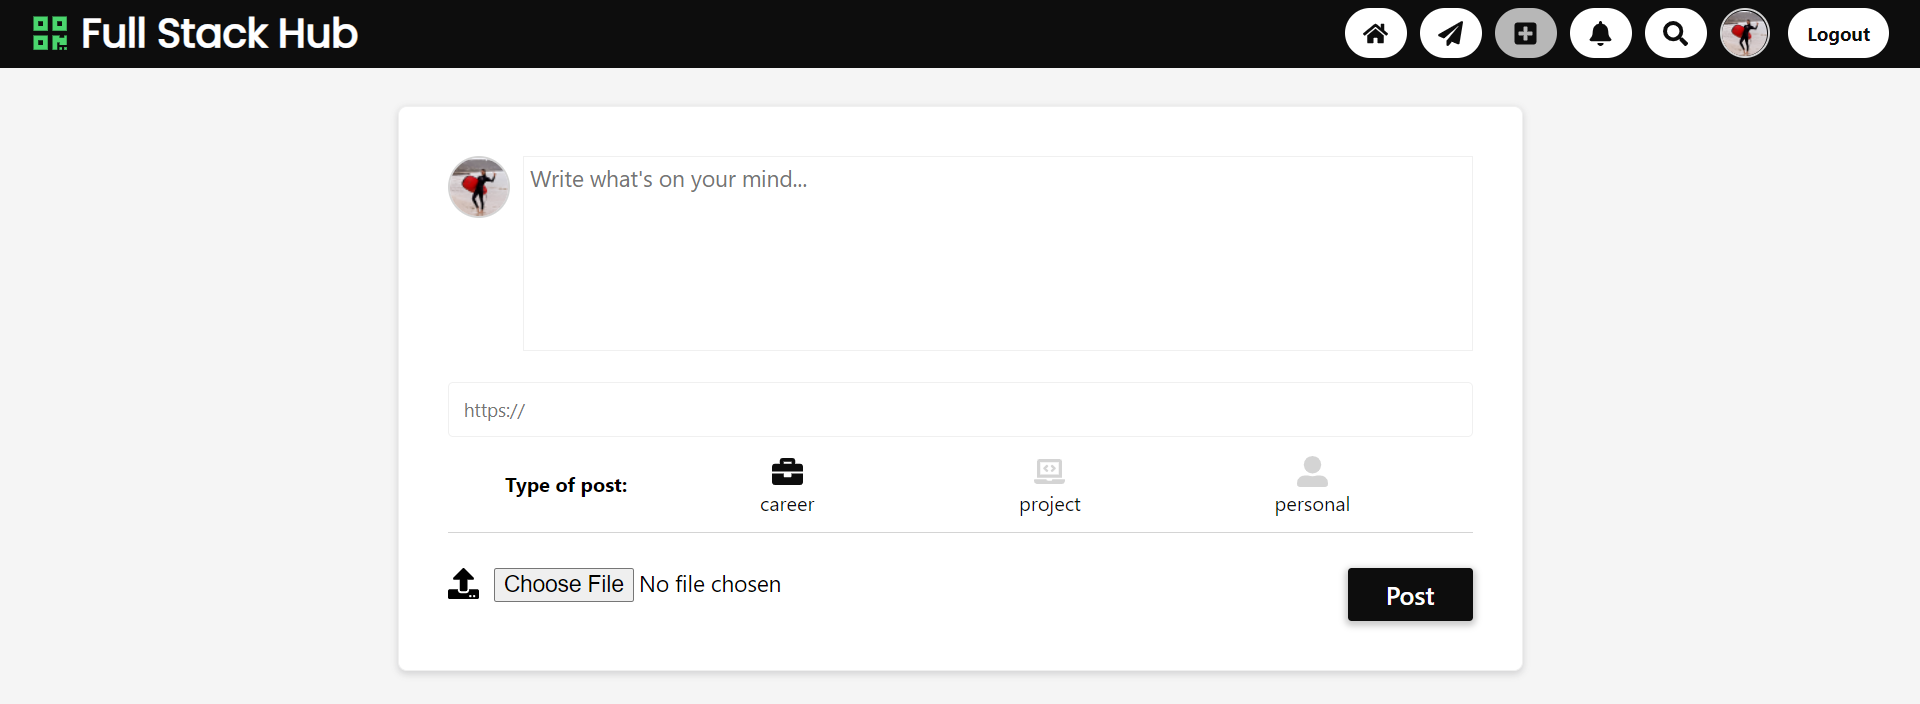 Full Stack Hub
Logout
Write what's on your mind...
https://
Type of post:
career
project
personal
Choose File No file chosen
Post